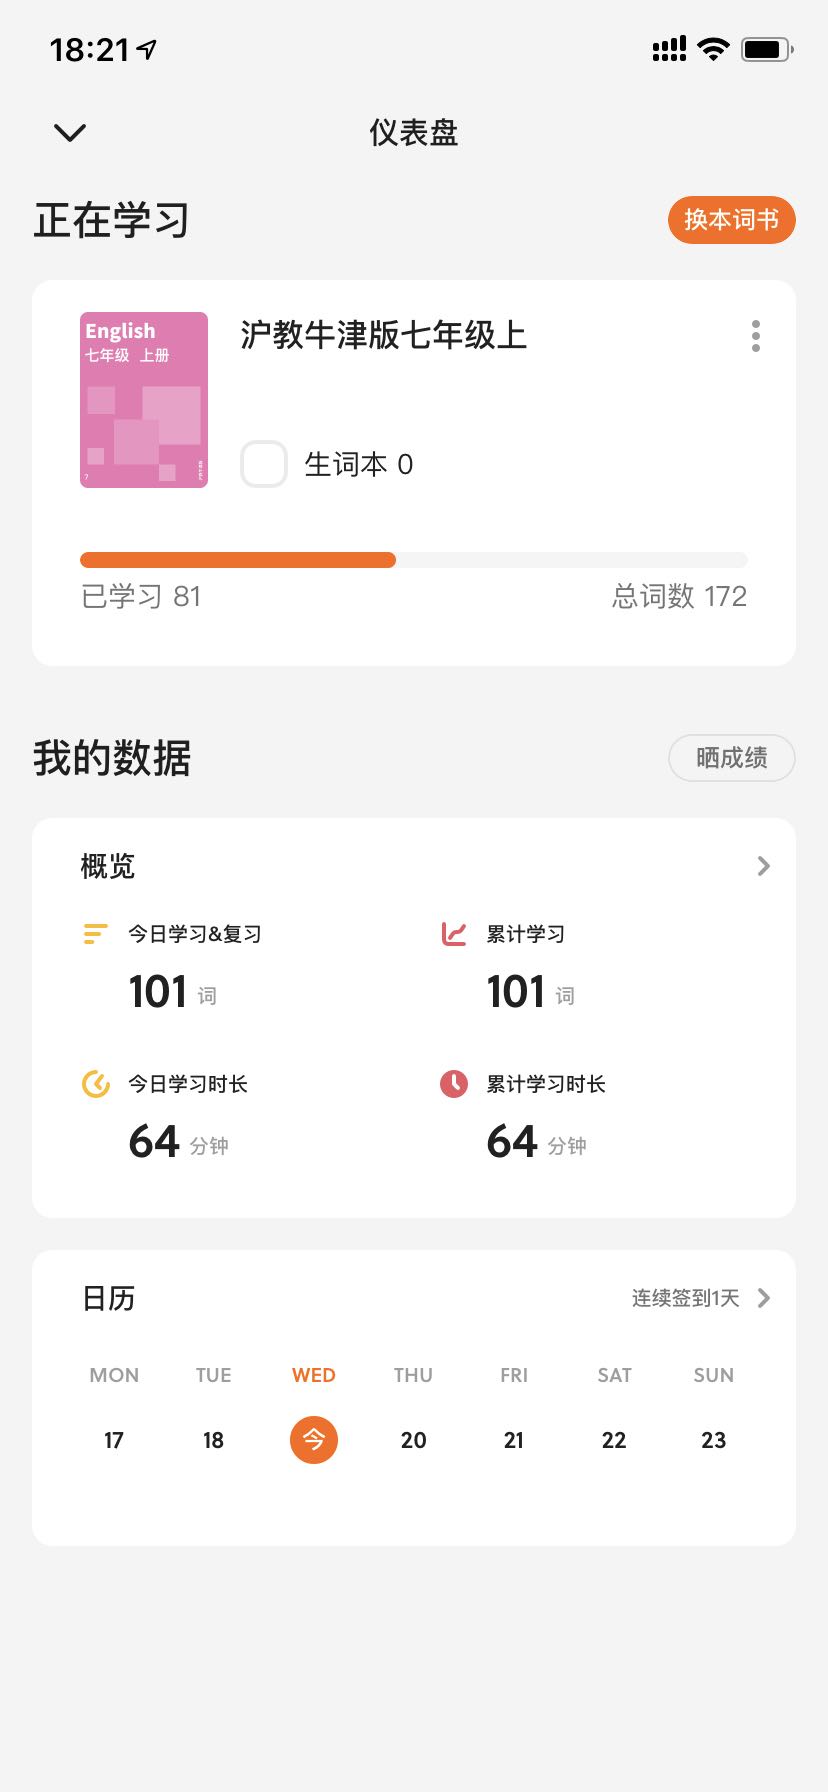 18:21
仪表盘
正在学习
换本词书
English
七年级 上册
沪教牛津版七年级上
生词本 0
已学习 81
总词数 172
我的数据
晒成绩
概览
今日学习&复习
累计学习
101 词
101 词
今日学习时长
累计学习时长
64 分钟
64 分钟
日历
连续签到1天
MON TUE WED THU FRI SAT SUN
17 18 今 20 21 22 23